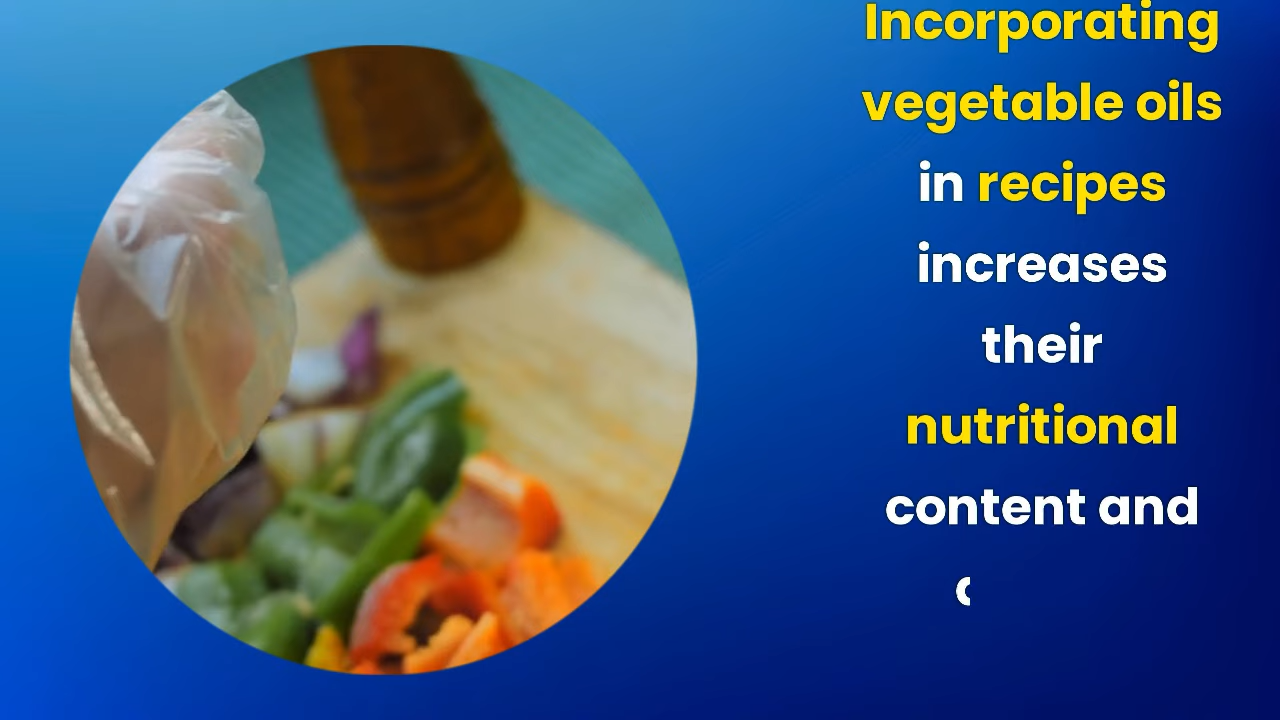 Incorporating
vegetable oils
in recipes
increases
their
nutritional
content and